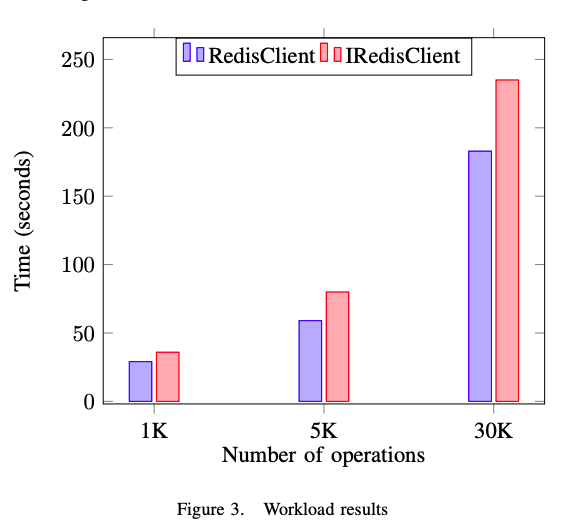 RedisClient IRedisClient
250
200
150
100
50
0
Time (seconds)
1K 5K 30K
Number of operations
Figure 3. Workload results